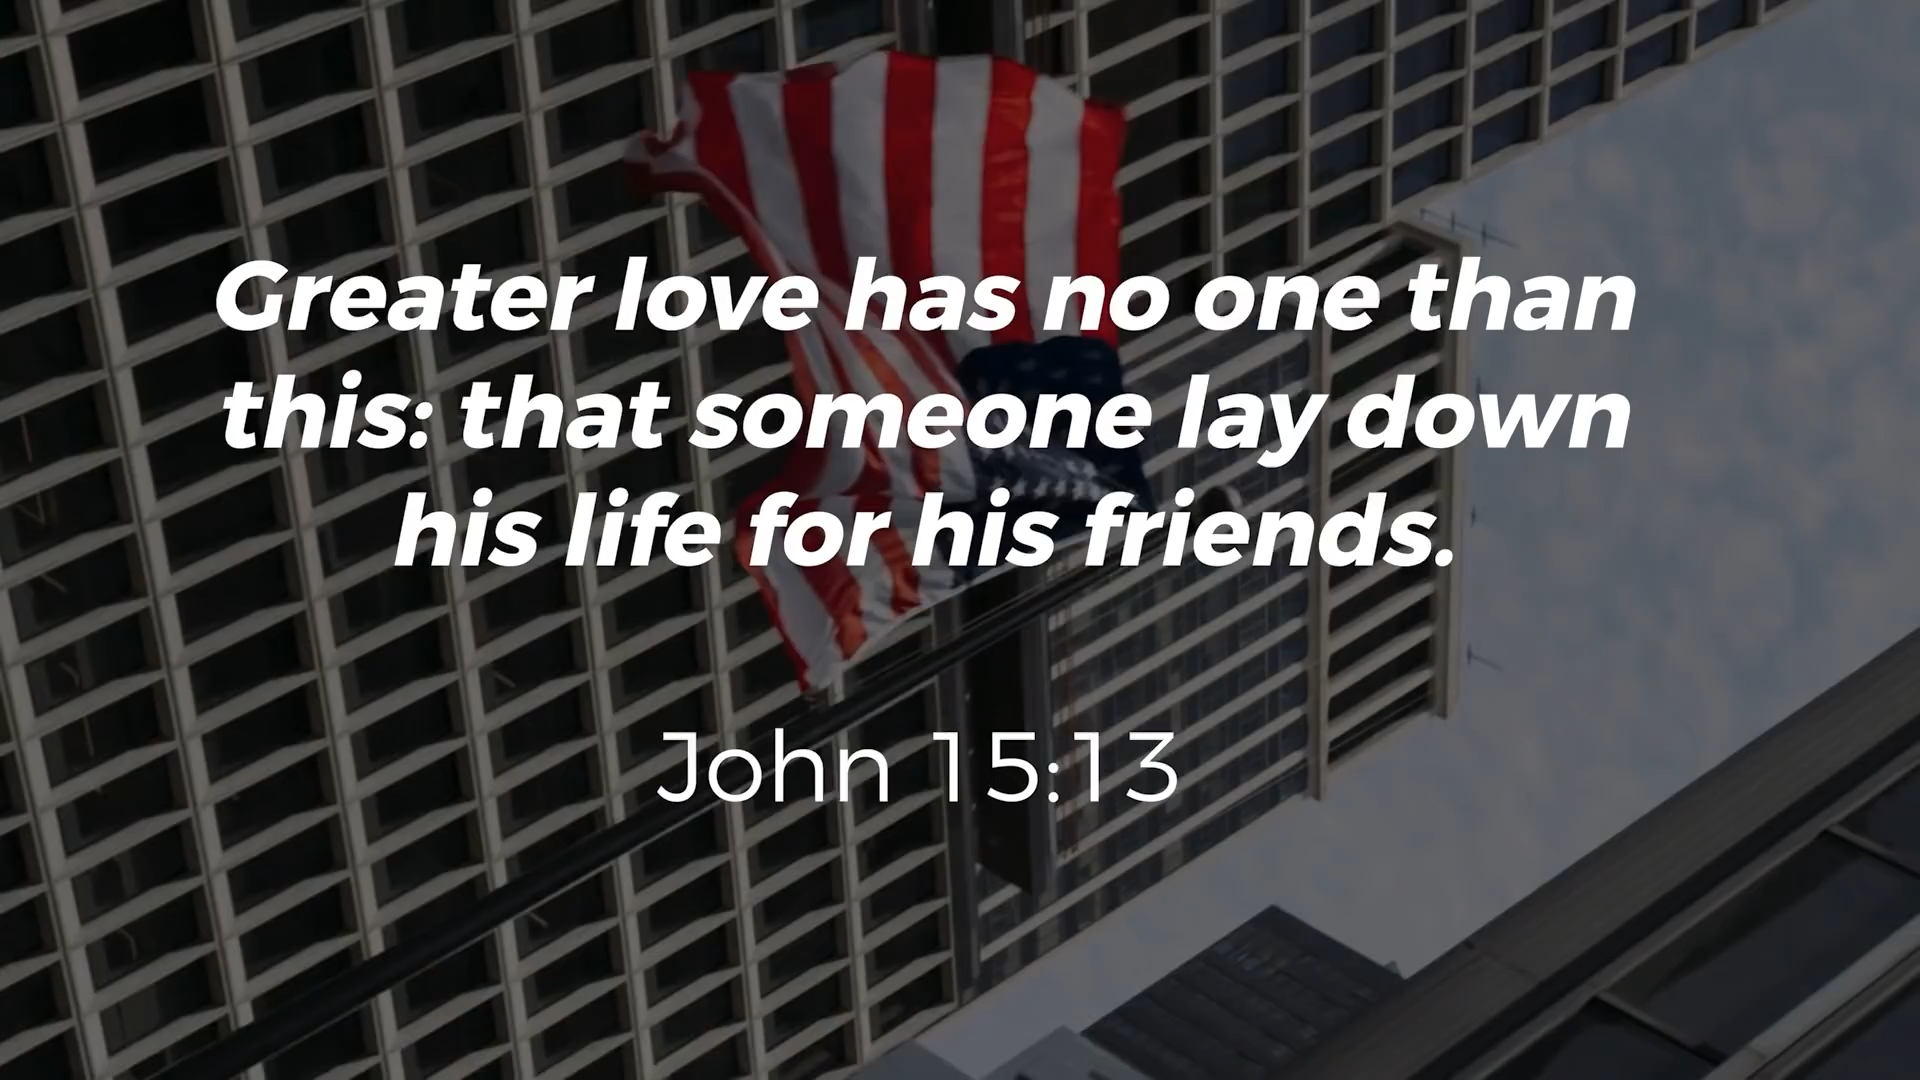 Greater love has no one than
this: that someone lay down
his life for his friends.
John 15:13